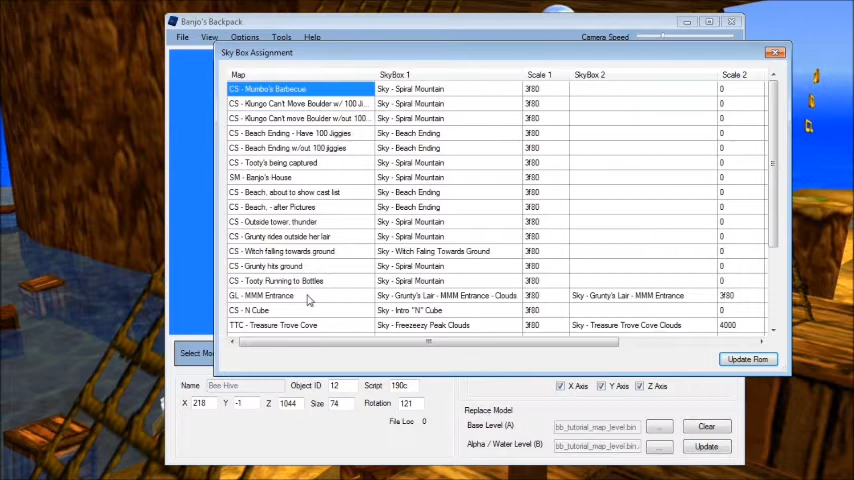 Banjo's Backpack
File View Options Tools Help Camera Speed
Sky Box Assignment
Map SkyBox 1 Scale 1 SkyBox 2 Scale 2
CS - Mumbo's Barbecue Sky - Spiral Mountain 3f80 0
CS - Klungo Can't Move Boulder w/ 100 Ji... Sky - Spiral Mountain 3f80 0
CS - Klungo Can't move Boulder w/out 100... Sky - Spiral Mountain 3f80 0
CS - Beach Ending - Have 100 Jiggies Sky - Beach Ending 3f80 0
CS - Beach Ending w/out 100 jiggies Sky - Beach Ending 3f80 0
CS - Tooty's being captured Sky - Spiral Mountain 3f80 0
SM - Banjo's House Sky - Spiral Mountain 3f80 0
CS - Beach, about to show cast list Sky - Beach Ending 3f80 0
CS - Beach, - after Pictures Sky - Beach Ending 3f80 0
CS - Outside tower, thunder Sky - Spiral Mountain 3f80 0
CS - Grunty rides outside her lair Sky - Spiral Mountain 3f80 0
CS - Witch falling towards ground Sky - Witch Falling Towards Ground 3f80 0
CS - Grunty hits ground Sky - Spiral Mountain 3f80 0
CS - Tooty Running to Bottles Sky - Spiral Mountain 3f80 0
GL - MMM Entrance Sky - Grunty's Lair - MMM Entrance - Clouds 3f80 Sky - Grunty's Lair - MMM Entrance 3f80
CS - N Cube Sky - Intro "N" Cube 3f80 0
TTC - Treasure Trove Cove Sky - Freezeezy Peak Clouds 3f80 Sky - Treasure Trove Cove Clouds 4000
Select Mo
Update Rom
Name Bee Hive Object ID 12 Script 190c X Axis Y Axis Z Axis
X 218 Y -1 Z 1044 Size 74 Rotation 121
File Loc 0
Replace Model
Base Level (A) bb_tutorial_map_level.bin ... Clear
Alpha / Water Level (B) bb_tutorial_map_level.bin. ... Update